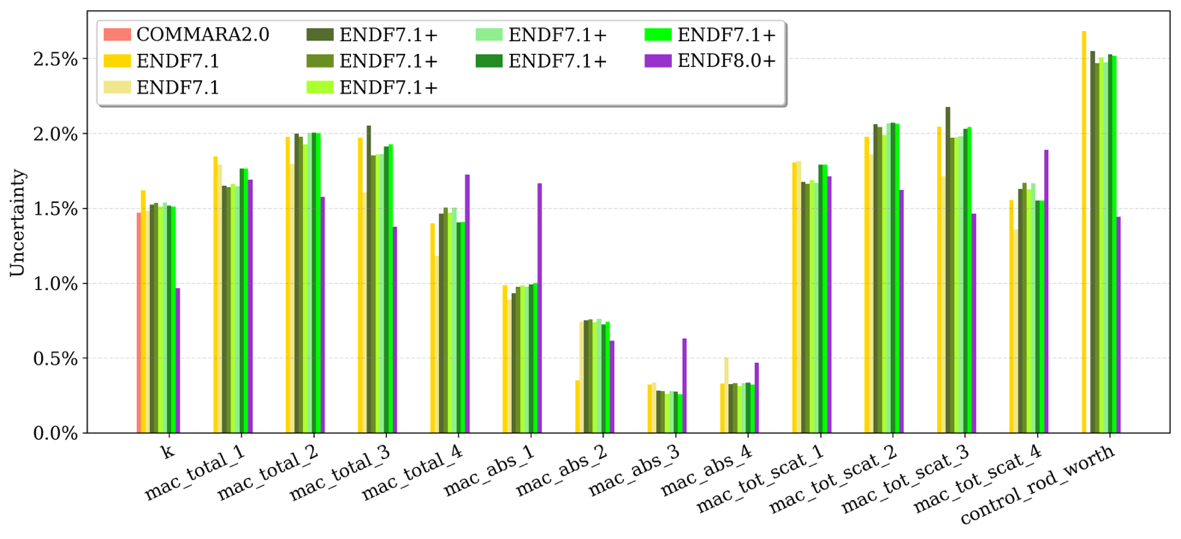 COMMARA2.0 ENDF7.1+ ENDF7.1+ ENDF7.1+
ENDF7.1 ENDF7.1+ ENDF7.1+ ENDF8.0+
ENDF7.1 ENDF7.1+
Uncertainty
2.5%
2.0%
1.5%
1.0%
0.5%
0.0%
k
mac_total_1
mac_total_2
mac_total_3
mac_total_4
mac_abs_1
mac_abs_2
mac_abs_3
mac_abs_4
mac_tot_scat_1
mac_tot_scat_2
mac_tot_scat_3
mac_tot_scat_4
control_rod_worth